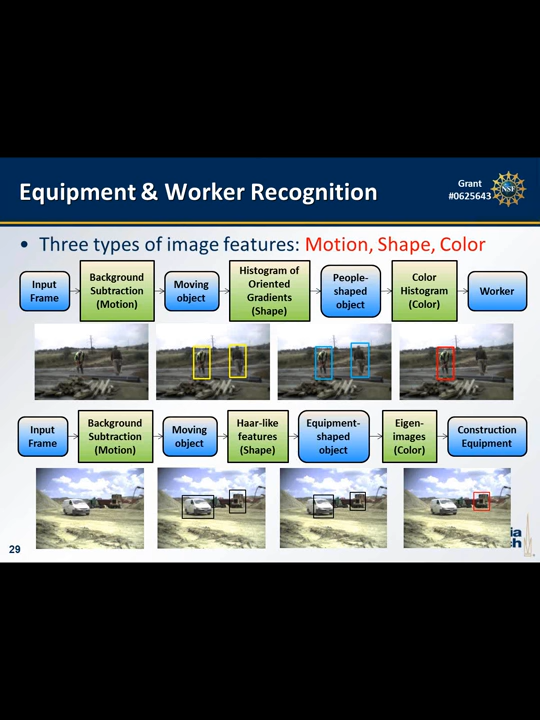 Equipment & Worker Recognition
Grant
#0625643
NSF
• Three types of image features: Motion, Shape, Color
Input
Frame
Background
Subtraction
(Motion)
Moving
object
Histogram of
Oriented
Gradients
(Shape)
People-
shaped
object
Color
Histogram
(Color)
Worker
Input
Frame
Background
Subtraction
(Motion)
Moving
object
Haar-like
features
(Shape)
Equipment-
shaped
object
Eigen-
images
(Color)
Construction
Equipment
29
ia
ch